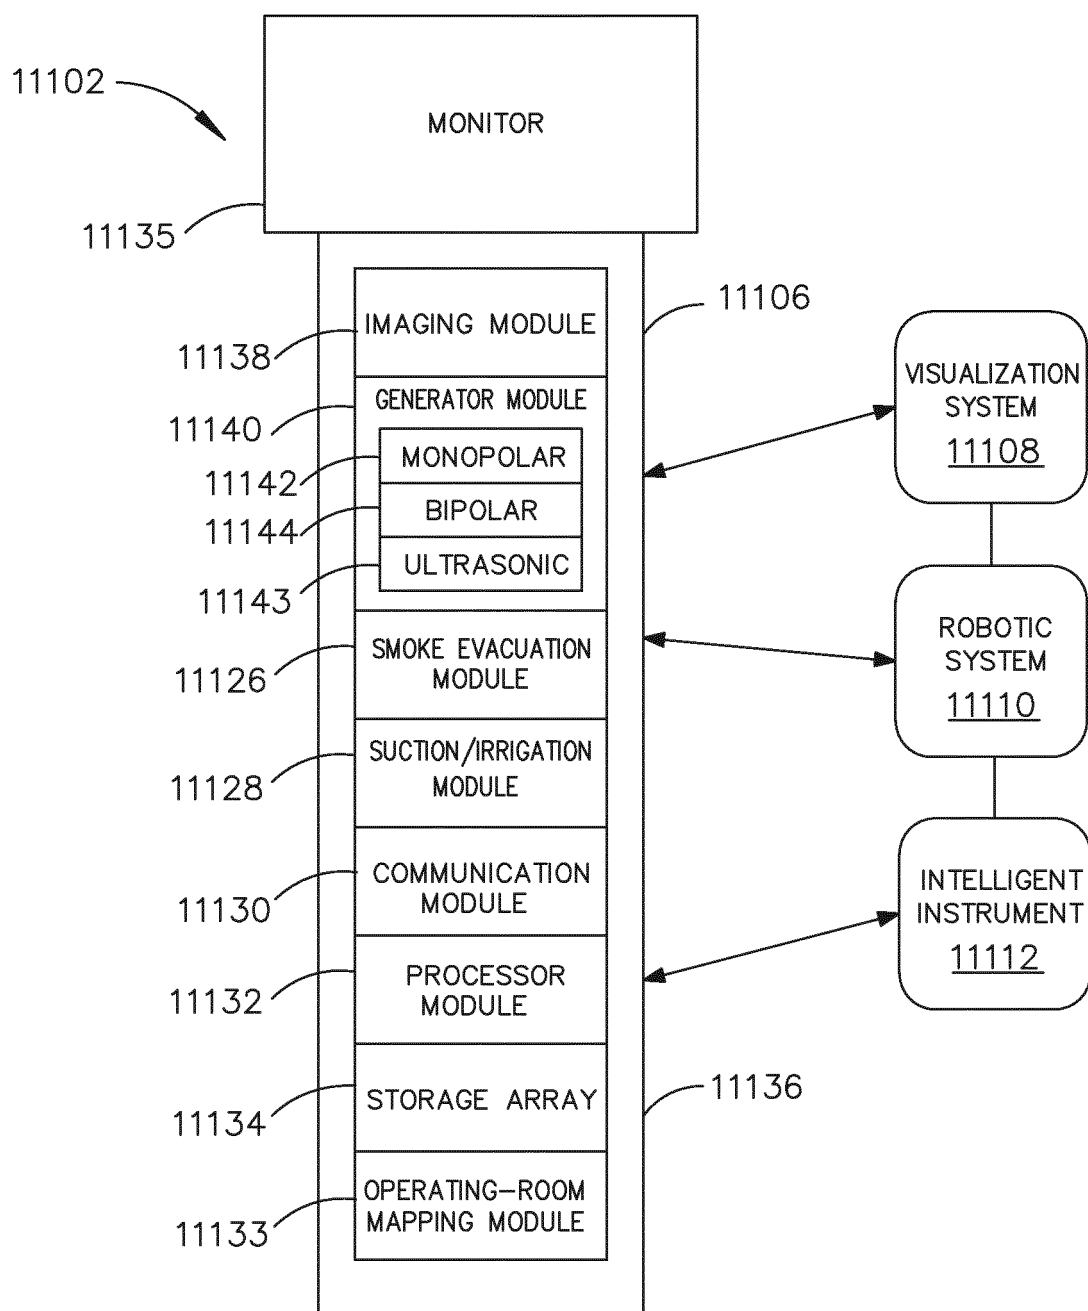 11102
MONITOR
11135
11106
IMAGING MODULE
11138
VISUALIZATION
SYSTEM
11108
GENERATOR MODULE
11140
MONOPOLAR
11142
BIPOLAR
11144
ULTRASONIC
11143
ROBOTIC
SYSTEM
11110
SMOKE EVACUATION
MODULE
11126
SUCTION/IRRIGATION
MODULE
11128
COMMUNICATION
MODULE
11130
INTELLIGENT
INSTRUMENT
11112
PROCESSOR
MODULE
11132
STORAGE ARRAY
11134
11136
OPERATING-ROOM
MAPPING MODULE
11133